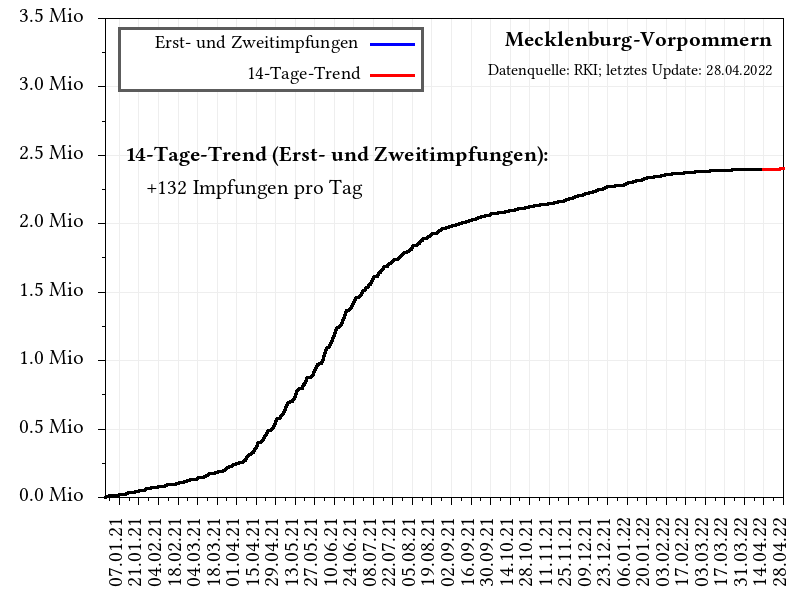 3.5 Mio
3.0 Mio
2.5 Mio
2.0 Mio
1.5 Mio
1.0 Mio
0.5 Mio
0.0 Mio
Erst- und Zweitimpfungen
14-Tage-Trend
Mecklenburg-Vorpommern
Datenquelle: RKI; letztes Update: 28.04.2022
14-Tage-Trend (Erst- und Zweitimpfungen):
+132 Impfungen pro Tag
07.01.21
21.01.21
04.02.21
18.02.21
04.03.21
18.03.21
01.04.21
15.04.21
29.04.21
13.05.21
27.05.21
10.06.21
24.06.21
08.07.21
22.07.21
05.08.21
19.08.21
02.09.21
16.09.21
30.09.21
14.10.21
28.10.21
11.11.21
25.11.21
09.12.21
23.12.21
06.01.22
20.01.22
03.02.22
17.02.22
03.03.22
17.03.22
31.03.22
14.04.22
28.04.22